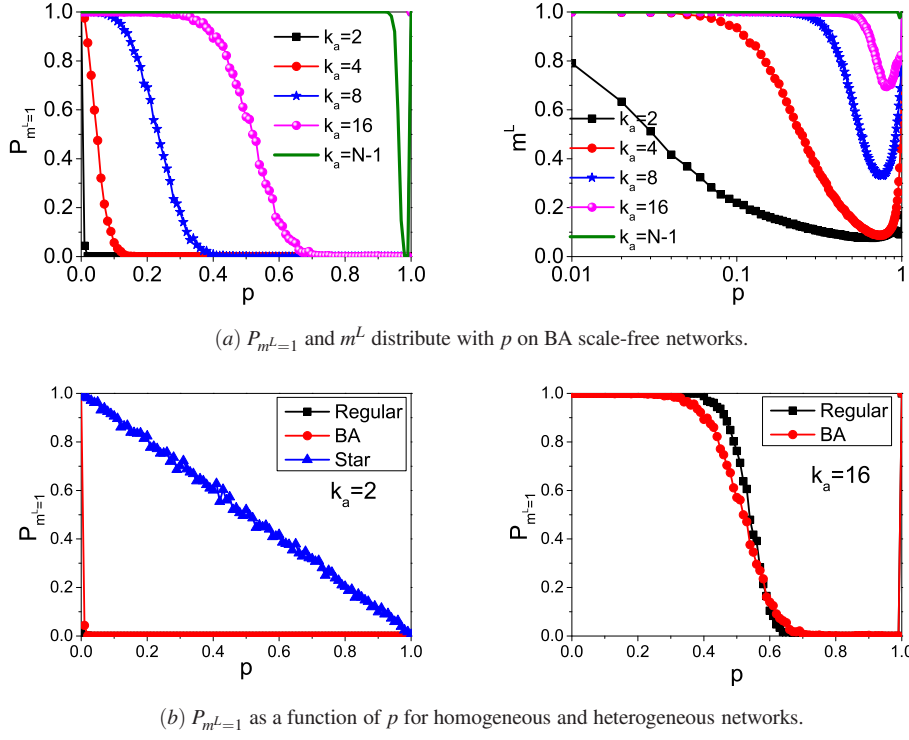 1.0
0.8
0.6
0.4
0.2
0.0
P_{m^L=1}
0.0 0.2 0.4 0.6 0.8 1.0
p
k_a=2
k_a=4
k_a=8
k_a=16
k_a=N-1
1.0
0.8
0.6
0.4
0.2
0.0
m^L
0.01 0.1 1
p
k_a=2
k_a=4
k_a=8
k_a=16
k_a=N-1
(a) P_{m^L=1} and m^L distribute with p on BA scale-free networks.
1.0
0.8
0.6
0.4
0.2
0.0
P_{m^L=1}
0.0 0.2 0.4 0.6 0.8 1.0
p
Regular
BA
Star
k_a=2
1.0
0.8
0.6
0.4
0.2
0.0
P_{m^L=1}
0.0 0.2 0.4 0.6 0.8 1.0
p
Regular
BA
k_a=16
(b) P_{m^L=1} as a function of p for homogeneous and heterogeneous networks.